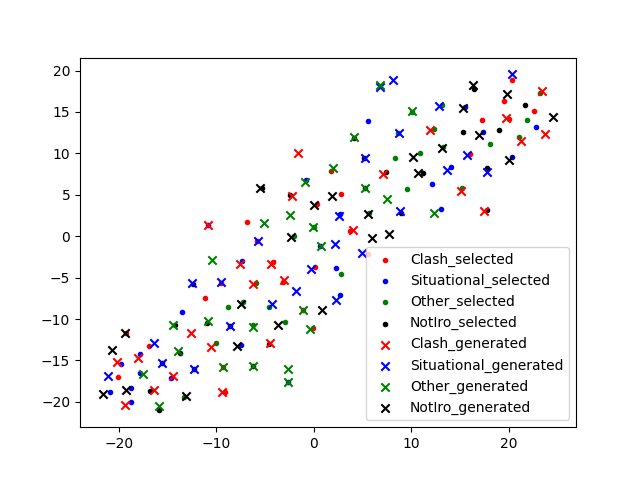 20
15
10
5
0
−5
−10
−15
−20
−20
−10
0
10
20
Clash_selected
Situational_selected
Other_selected
NotIro_selected
Clash_generated
Situational_generated
Other_generated
NotIro_generated